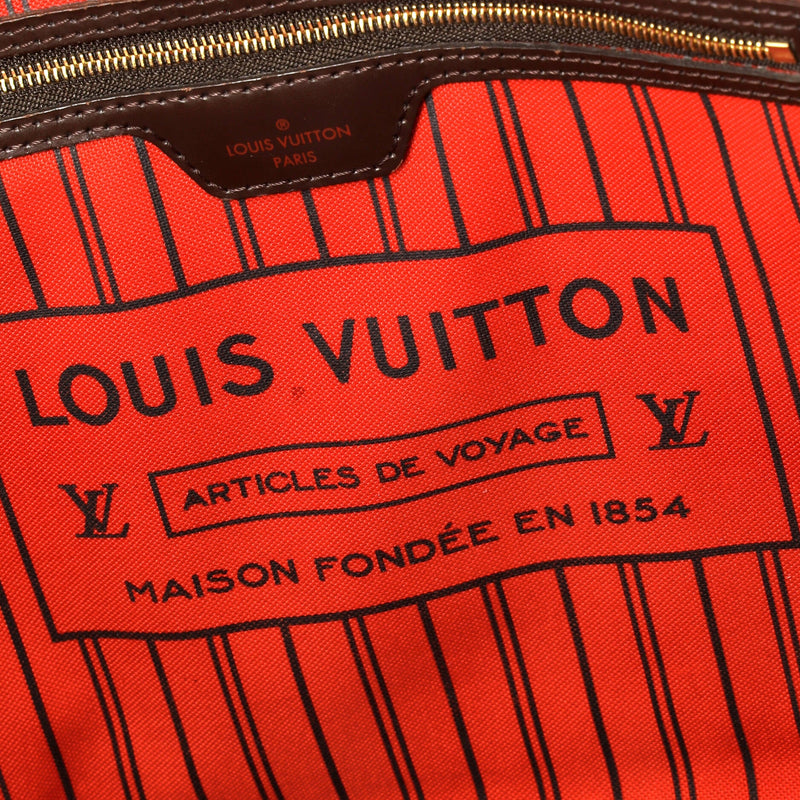 ®
LOUIS VUITTON
PARIS
LOUIS VUITTON
LV ARTICLES DE VOYAGE LV
MAISON FONDÉE EN 1854